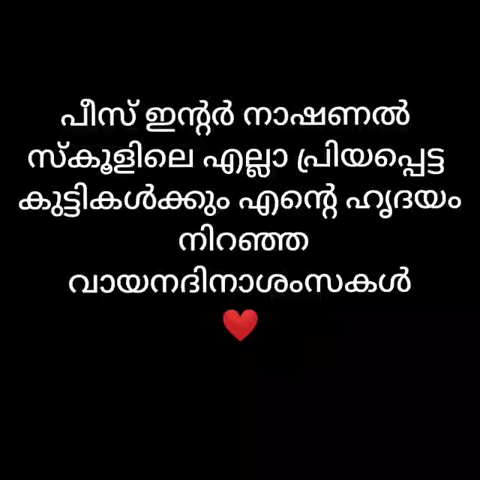 പീസ് ഇന്റർ നാഷണൽ
സ്കൂളിലെ എല്ലാ പ്രിയപ്പെട്ട
കുട്ടികൾക്കും എന്റെ ഹൃദയം
നിറഞ്ഞ
വായനദിനാശംസകൾ
❤️